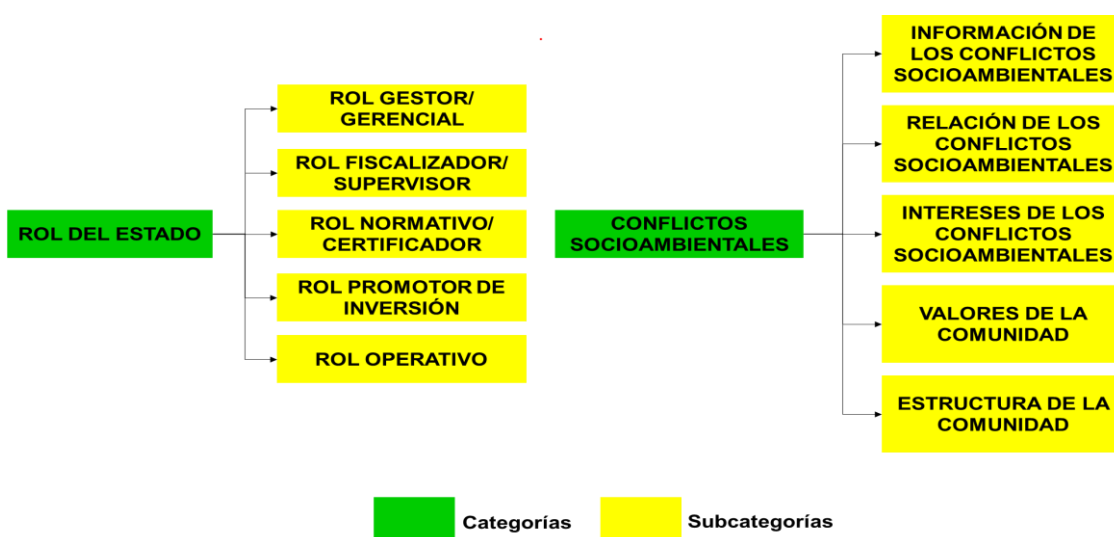 ROL DEL ESTADO
ROL GESTOR/
GERENCIAL
ROL FISCALIZADOR/
SUPERVISOR
ROL NORMATIVO/
CERTIFICADOR
ROL PROMOTOR DE
INVERSIÓN
ROL OPERATIVO
CONFLICTOS
SOCIOAMBIENTALES
INFORMACIÓN DE
LOS CONFLICTOS
SOCIOAMBIENTALES
RELACIÓN DE LOS
CONFLICTOS
SOCIOAMBIENTALES
INTERESES DE LOS
CONFLICTOS
SOCIOAMBIENTALES
VALORES DE LA
COMUNIDAD
ESTRUCTURA DE LA
COMUNIDAD
Categorías
Subcategorías